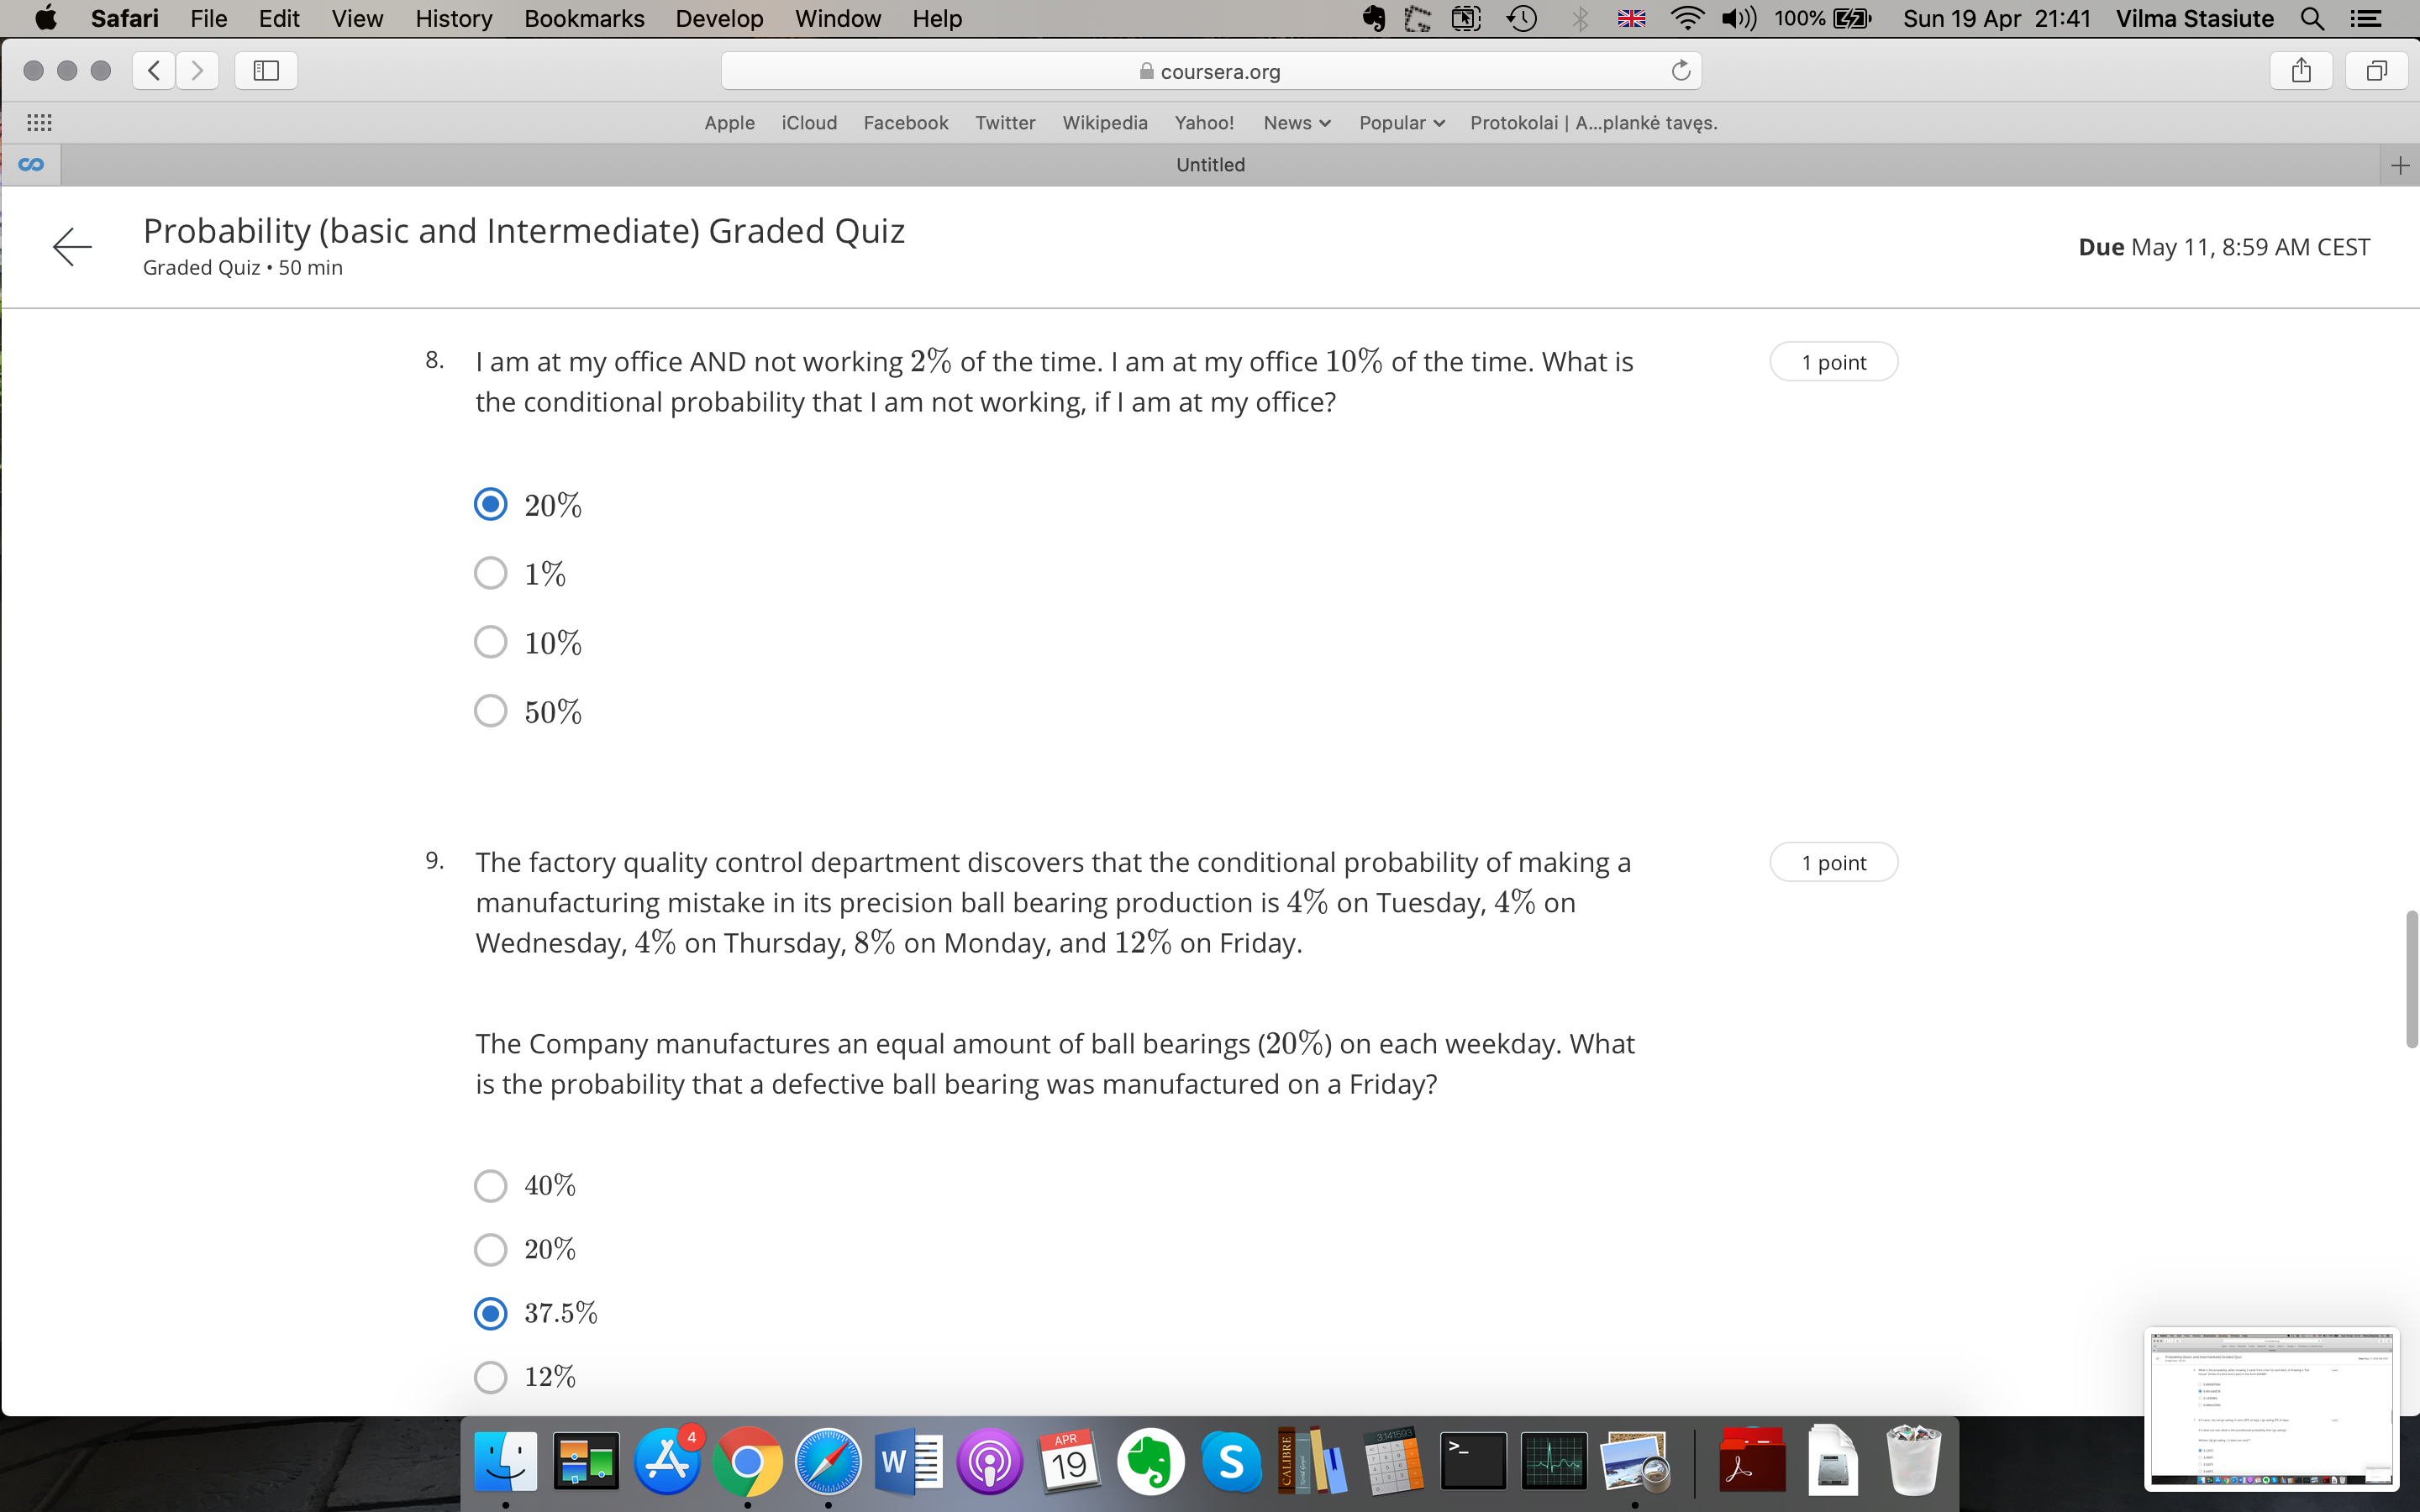 Safari File Edit View History Bookmarks Develop Window Help 100% Sun 19 Apr 21:41 Vilma Stasiute
coursera.org
Apple iCloud Facebook Twitter Wikipedia Yahoo! News Popular Protokolai | A...plankė tavęs.
Untitled
Probability (basic and Intermediate) Graded Quiz
Graded Quiz • 50 min
Due May 11, 8:59 AM CEST
8. I am at my office AND not working 2% of the time. I am at my office 10% of the time. What is
the conditional probability that I am not working, if I am at my office?
1 point
20%
1%
10%
50%
9. The factory quality control department discovers that the conditional probability of making a
manufacturing mistake in its precision ball bearing production is 4% on Tuesday, 4% on
Wednesday, 4% on Thursday, 8% on Monday, and 12% on Friday.
1 point
The Company manufactures an equal amount of ball bearings (20%) on each weekday. What
is the probability that a defective ball bearing was manufactured on a Friday?
40%
20%
37.5%
12%
4
W
APR
19
S
CALIBRE
3.141593
>_